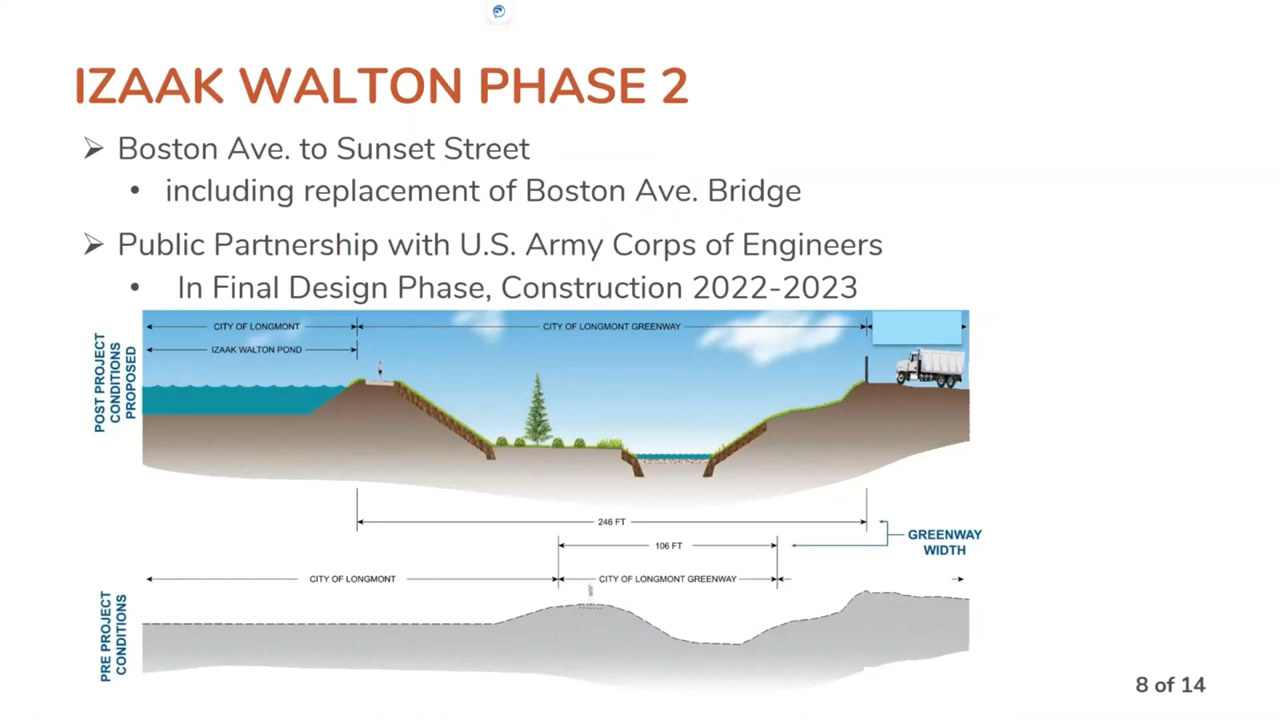 IZAAK WALTON PHASE 2
➢ Boston Ave. to Sunset Street
• including replacement of Boston Ave. Bridge
➢ Public Partnership with U.S. Army Corps of Engineers
• In Final Design Phase, Construction 2022-2023
POST PROJECT
CONDITIONS
PROPOSED
CITY OF LONGMONT
CITY OF LONGMONT GREENWAY
IZAAK WALTON POND
246 FT
106 FT
GREENWAY
WIDTH
CITY OF LONGMONT
CITY OF LONGMONT GREENWAY
PRE PROJECT
CONDITIONS
8 of 14